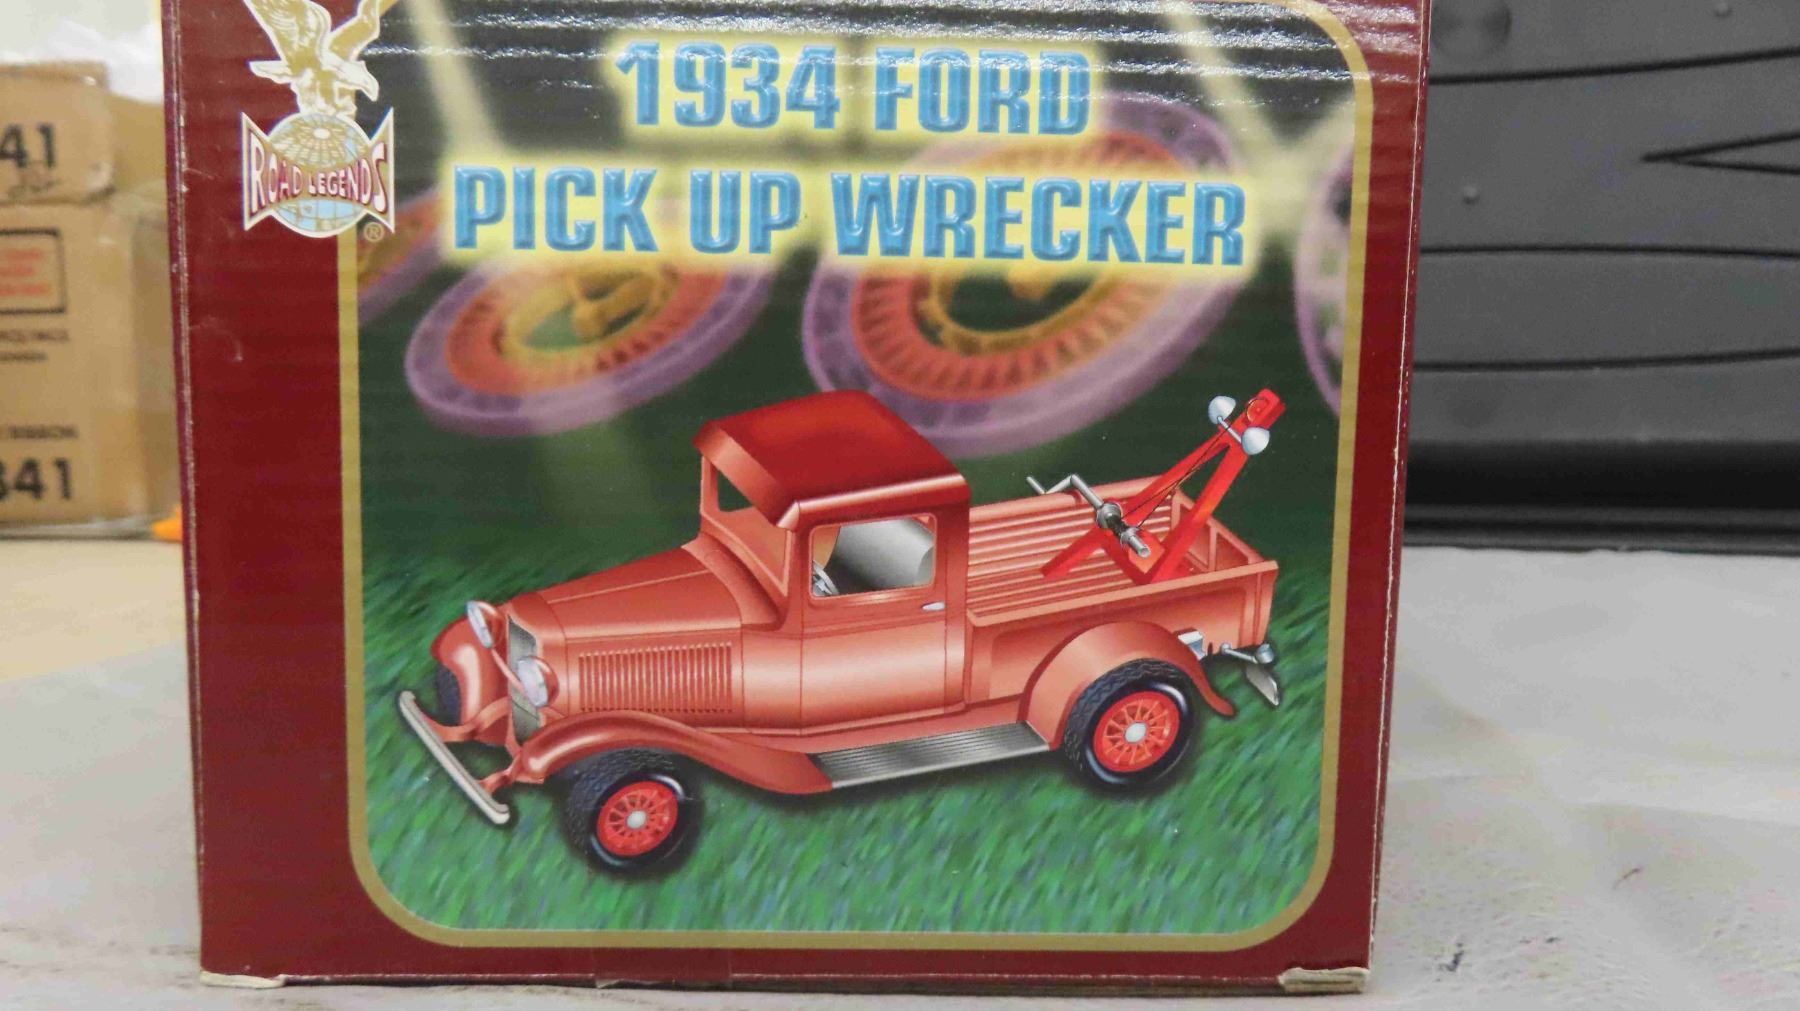 1934 FORD
PICK UP WRECKER
ROAD LEGENDS
®
41
341